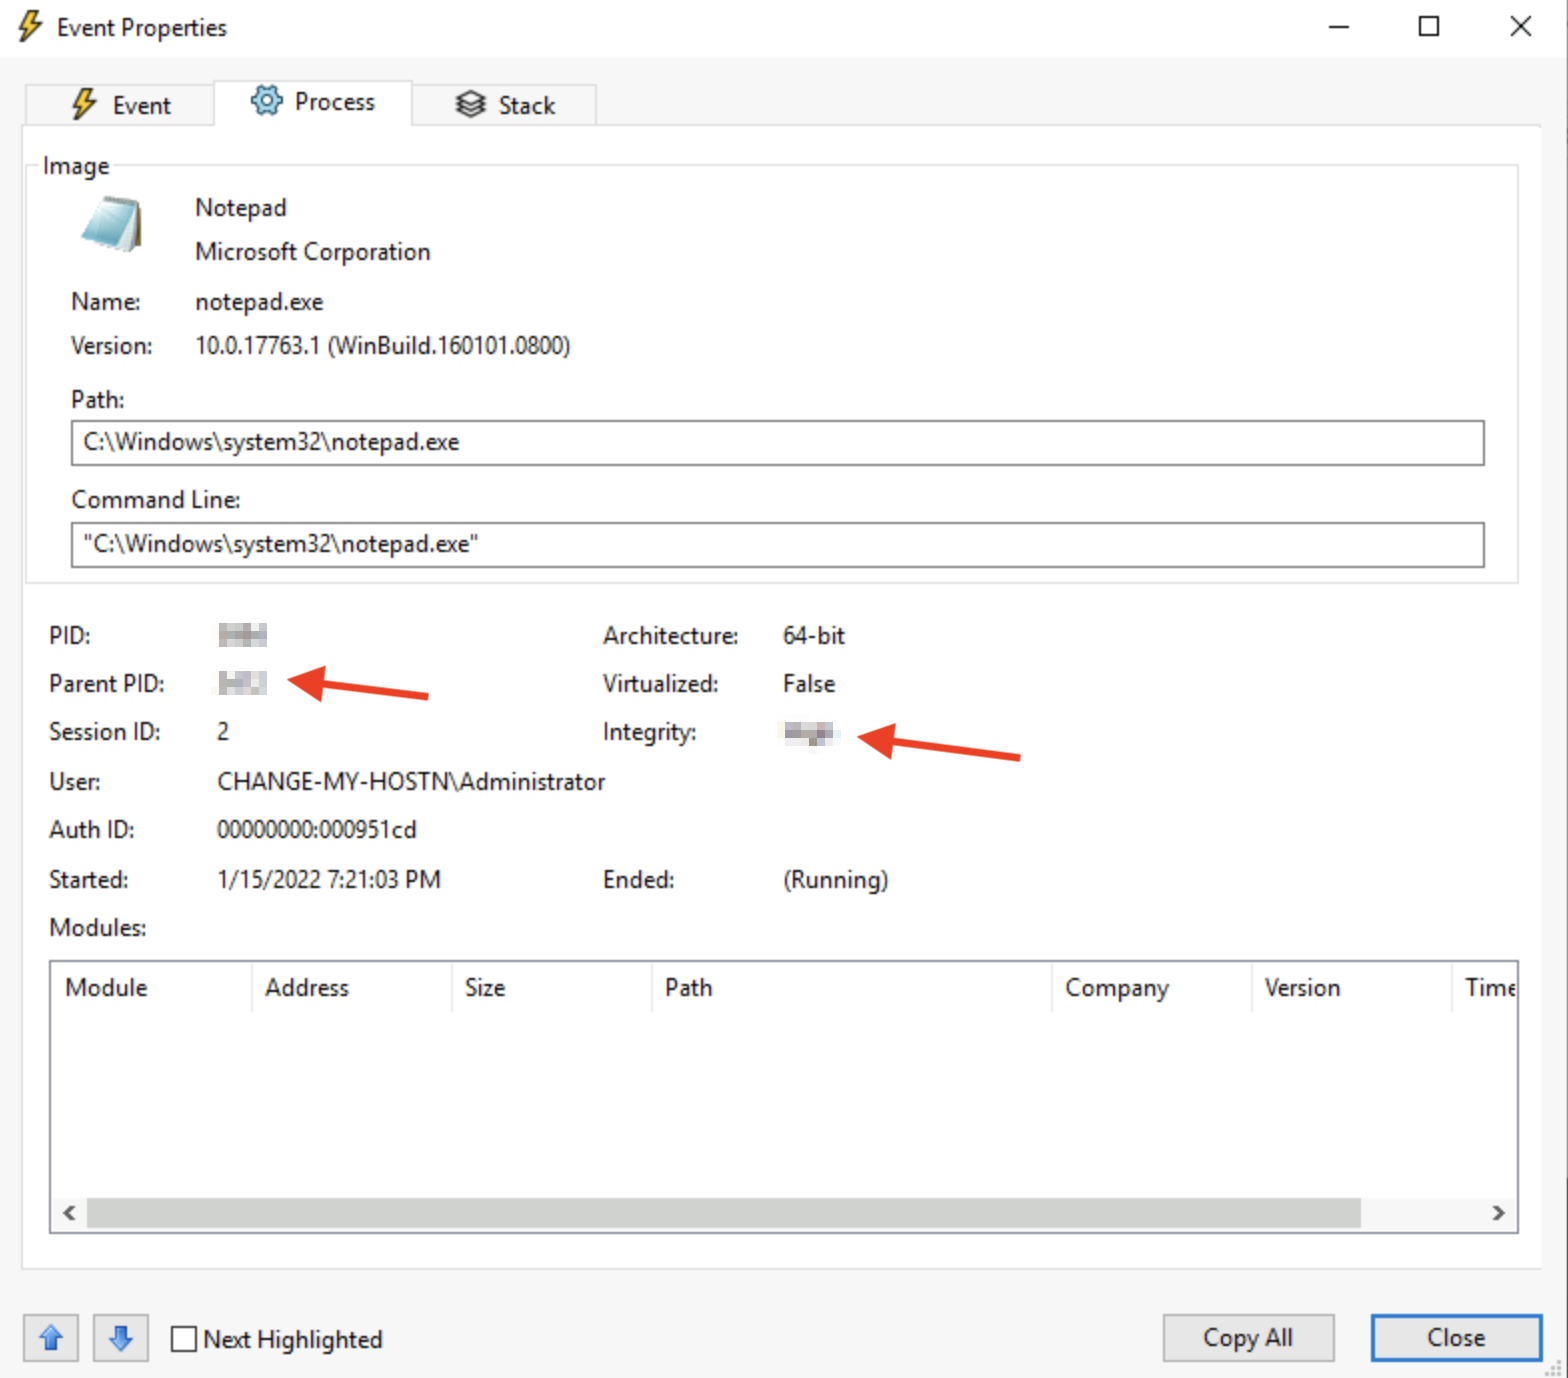 Event Properties
Event
Process
Stack
Image
Notepad
Microsoft Corporation
Name: notepad.exe
Version: 10.0.17763.1 (WinBuild.160101.0800)
Path:
C:\Windows\system32\notepad.exe
Command Line:
"C:\Windows\system32\notepad.exe"
PID: Architecture: 64-bit
Parent PID: Virtualized: False
Session ID: 2 Integrity:
User: CHANGE-MY-HOSTN\Administrator
Auth ID: 00000000:000951cd
Started: 1/15/2022 7:21:03 PM Ended: (Running)
Modules:
Module Address Size Path Company Version Time
Next Highlighted Copy All Close